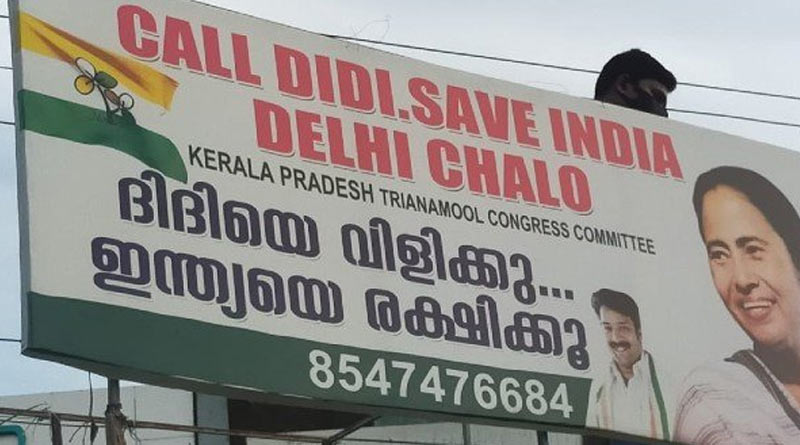 CALL DIDI.SAVE INDIA
DELHI CHALO
KERALA PRADESH TRIANAMOOL CONGRESS COMMITTEE
ദിദിയെ വിളിക്കു...
ഇന്ത്യയെ രക്ഷിക്കൂ
8547476684